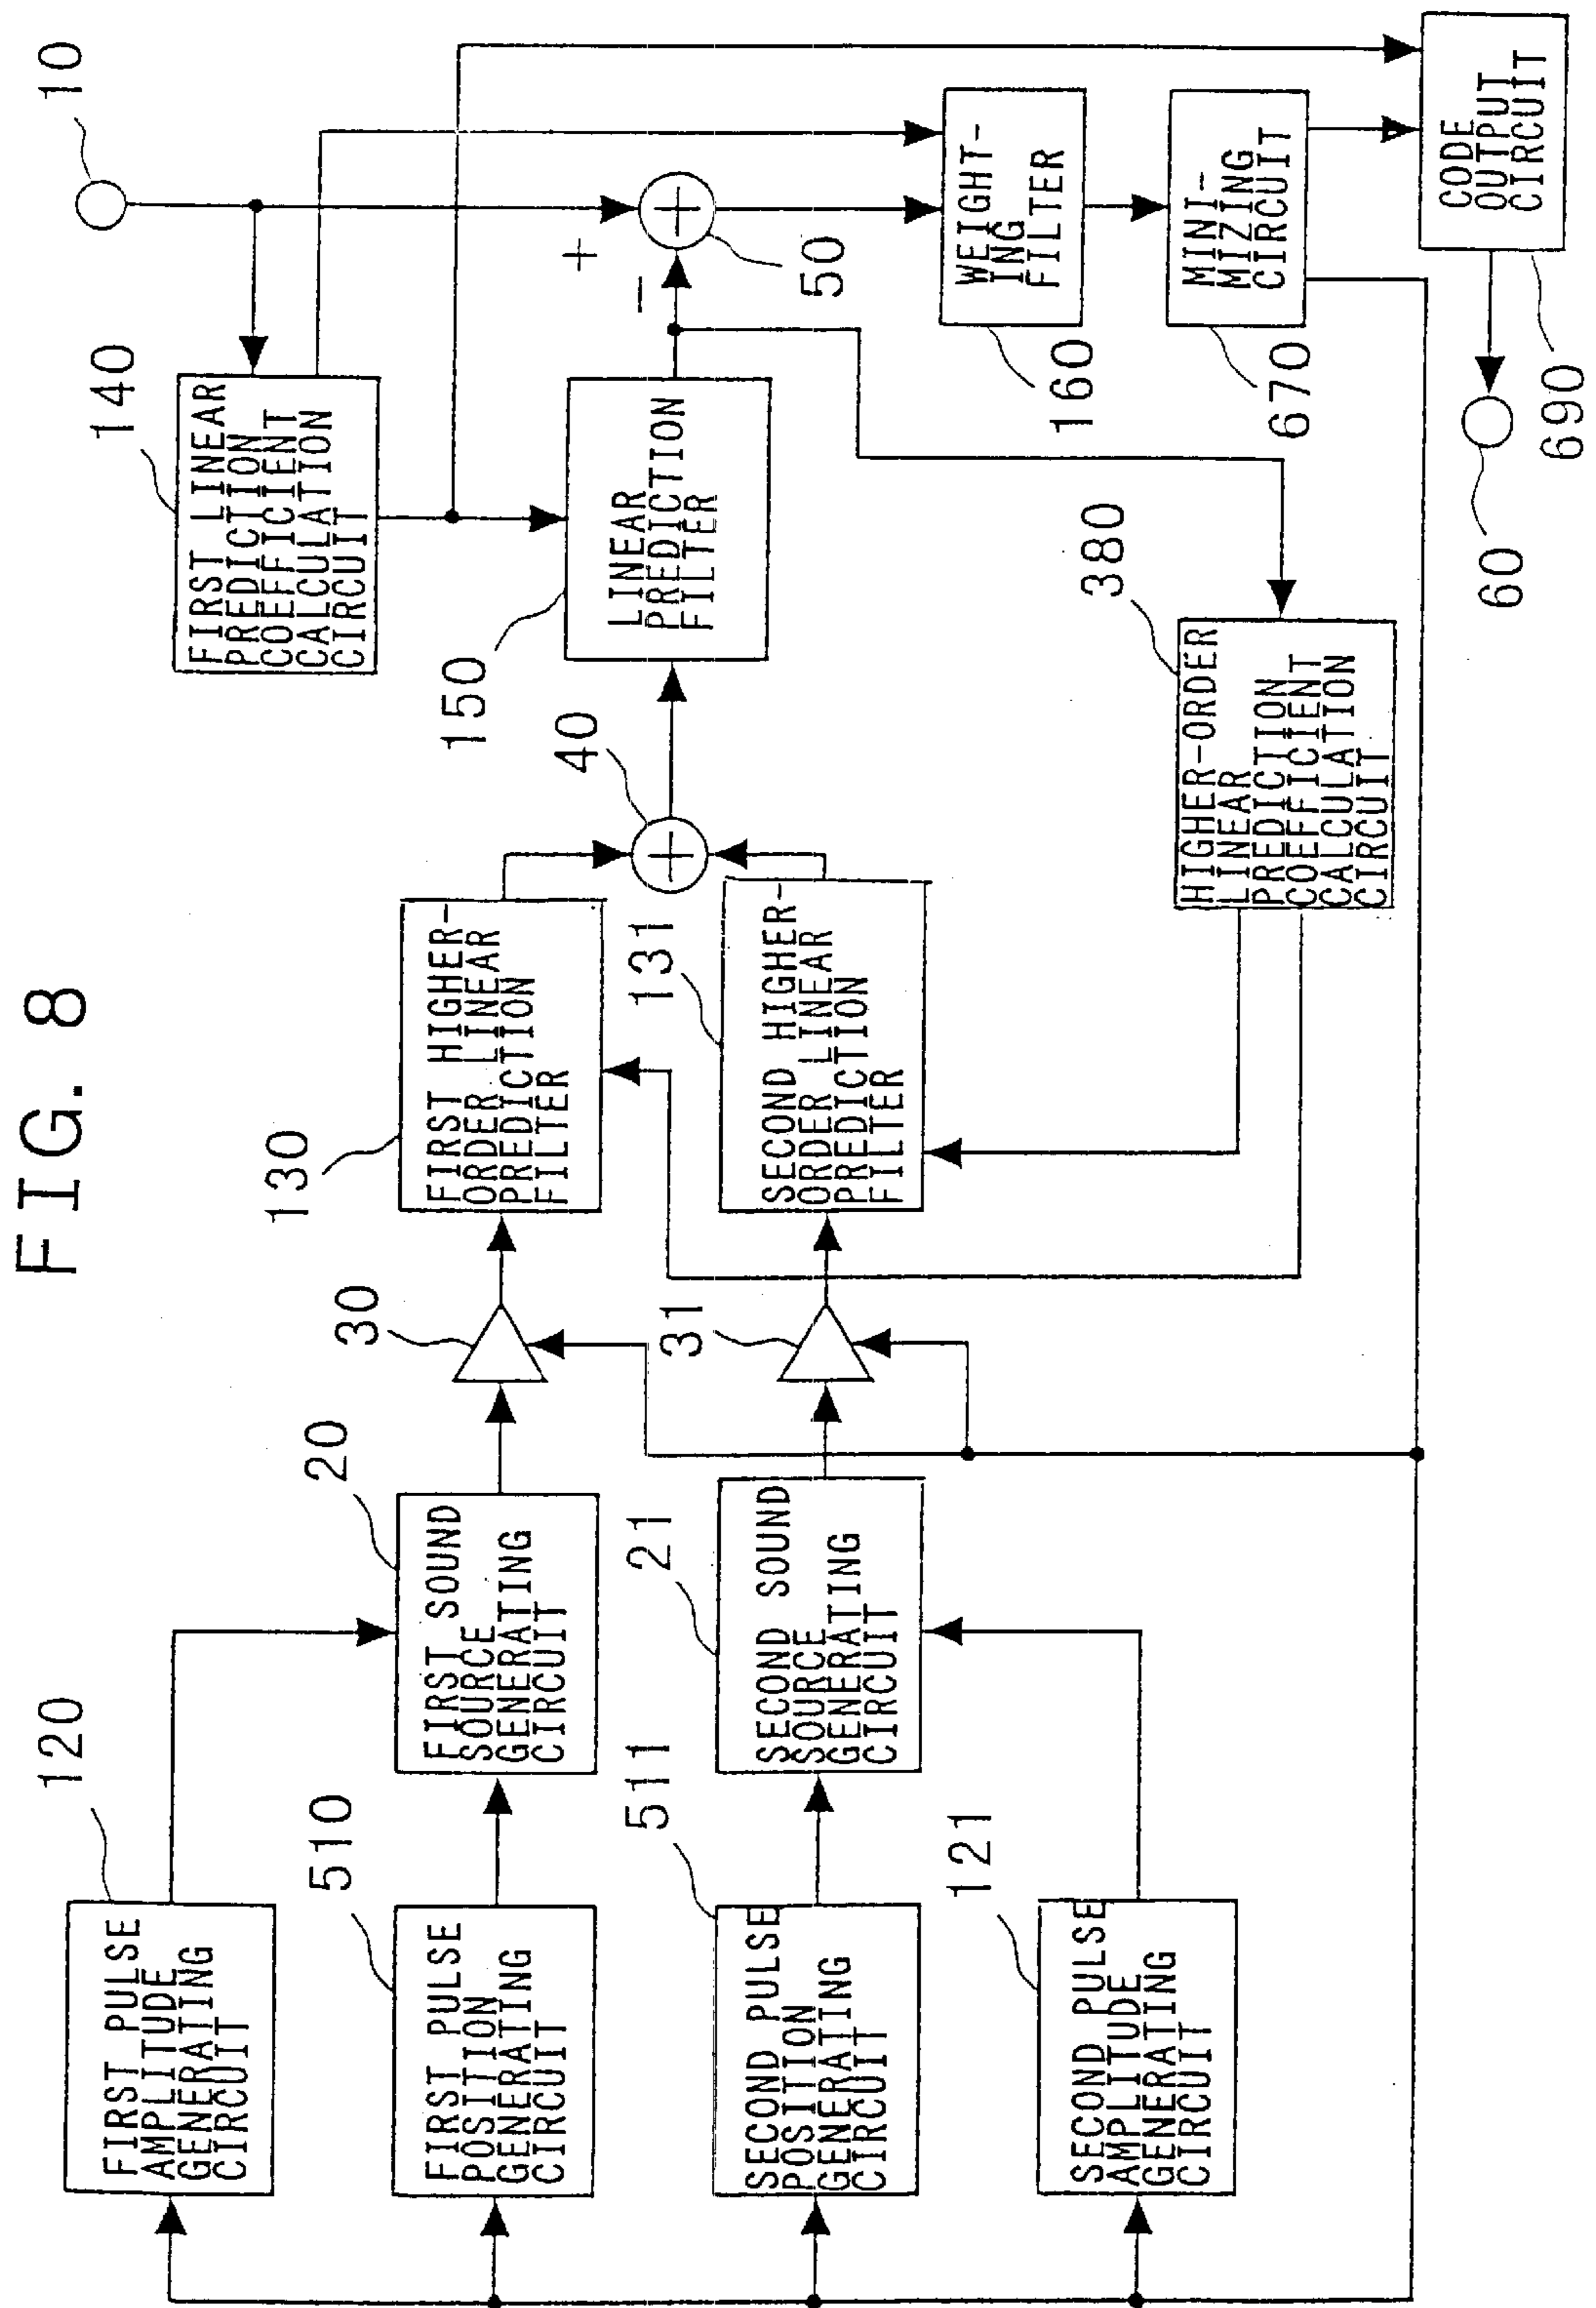 FIG. 8
120
FIRST PULSE
AMPLITUDE
GENERATING
CIRCUIT
510
FIRST PULSE
POSITION
GENERATING
CIRCUIT
511
SECOND PULSE
POSITION
GENERATING
CIRCUIT
121
SECOND PULSE
AMPLITUDE
GENERATING
CIRCUIT
20
FIRST SOUND
SOURCE
GENERATING
CIRCUIT
21
SECOND SOUND
SOURCE
GENERATING
CIRCUIT
30
31
130
FIRST HIGHER-
ORDER LINEAR
PREDICTION
FILTER
131
SECOND HIGHER-
ORDER LINEAR
PREDICTION
FILTER
40
380
HIGHER-ORDER
LINEAR
PREDICTION
COEFFICIENT
CALCULATION
CIRCUIT
140
FIRST LINEAR
PREDICTION
COEFFICIENT
CALCULATION
CIRCUIT
150
LINEAR
PREDICTION
FILTER
10
+
−
50
WEIGHT-
ING
FILTER
160
MINI-
MIZING
CIRCUIT
670
CODE
OUTPUT
CIRCUIT
690
60